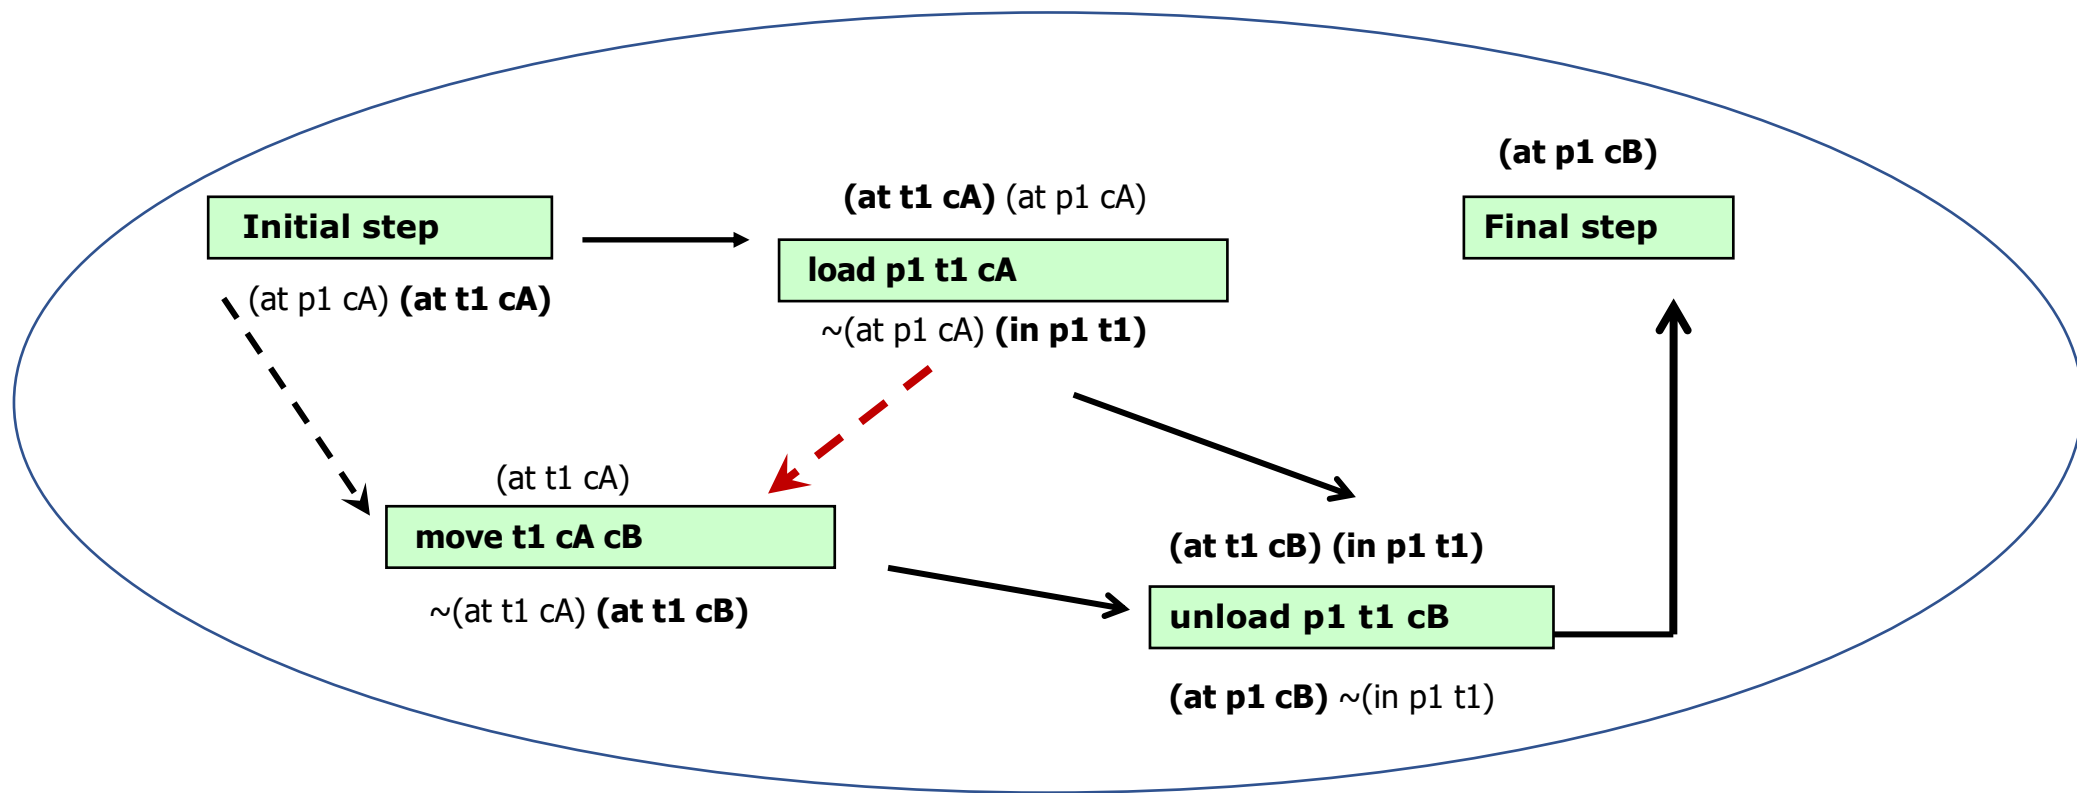 (at p1 cB)
Initial step
(at t1 cA) (at p1 cA)
Final step
load p1 t1 cA
(at p1 cA) (at t1 cA)
~(at p1 cA) (in p1 t1)
(at t1 cA)
move t1 cA cB
(at t1 cB) (in p1 t1)
~(at t1 cA) (at t1 cB)
unload p1 t1 cB
(at p1 cB) ~(in p1 t1)